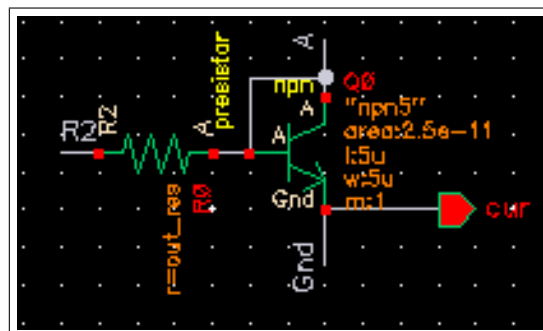 A
presistor
npn
Q0
R2
R2
A
A
A
"npn5"
area:2.5e-11
l:5u
w:5u
m:1
Gnd
cur
r=out_res
R0
Gnd